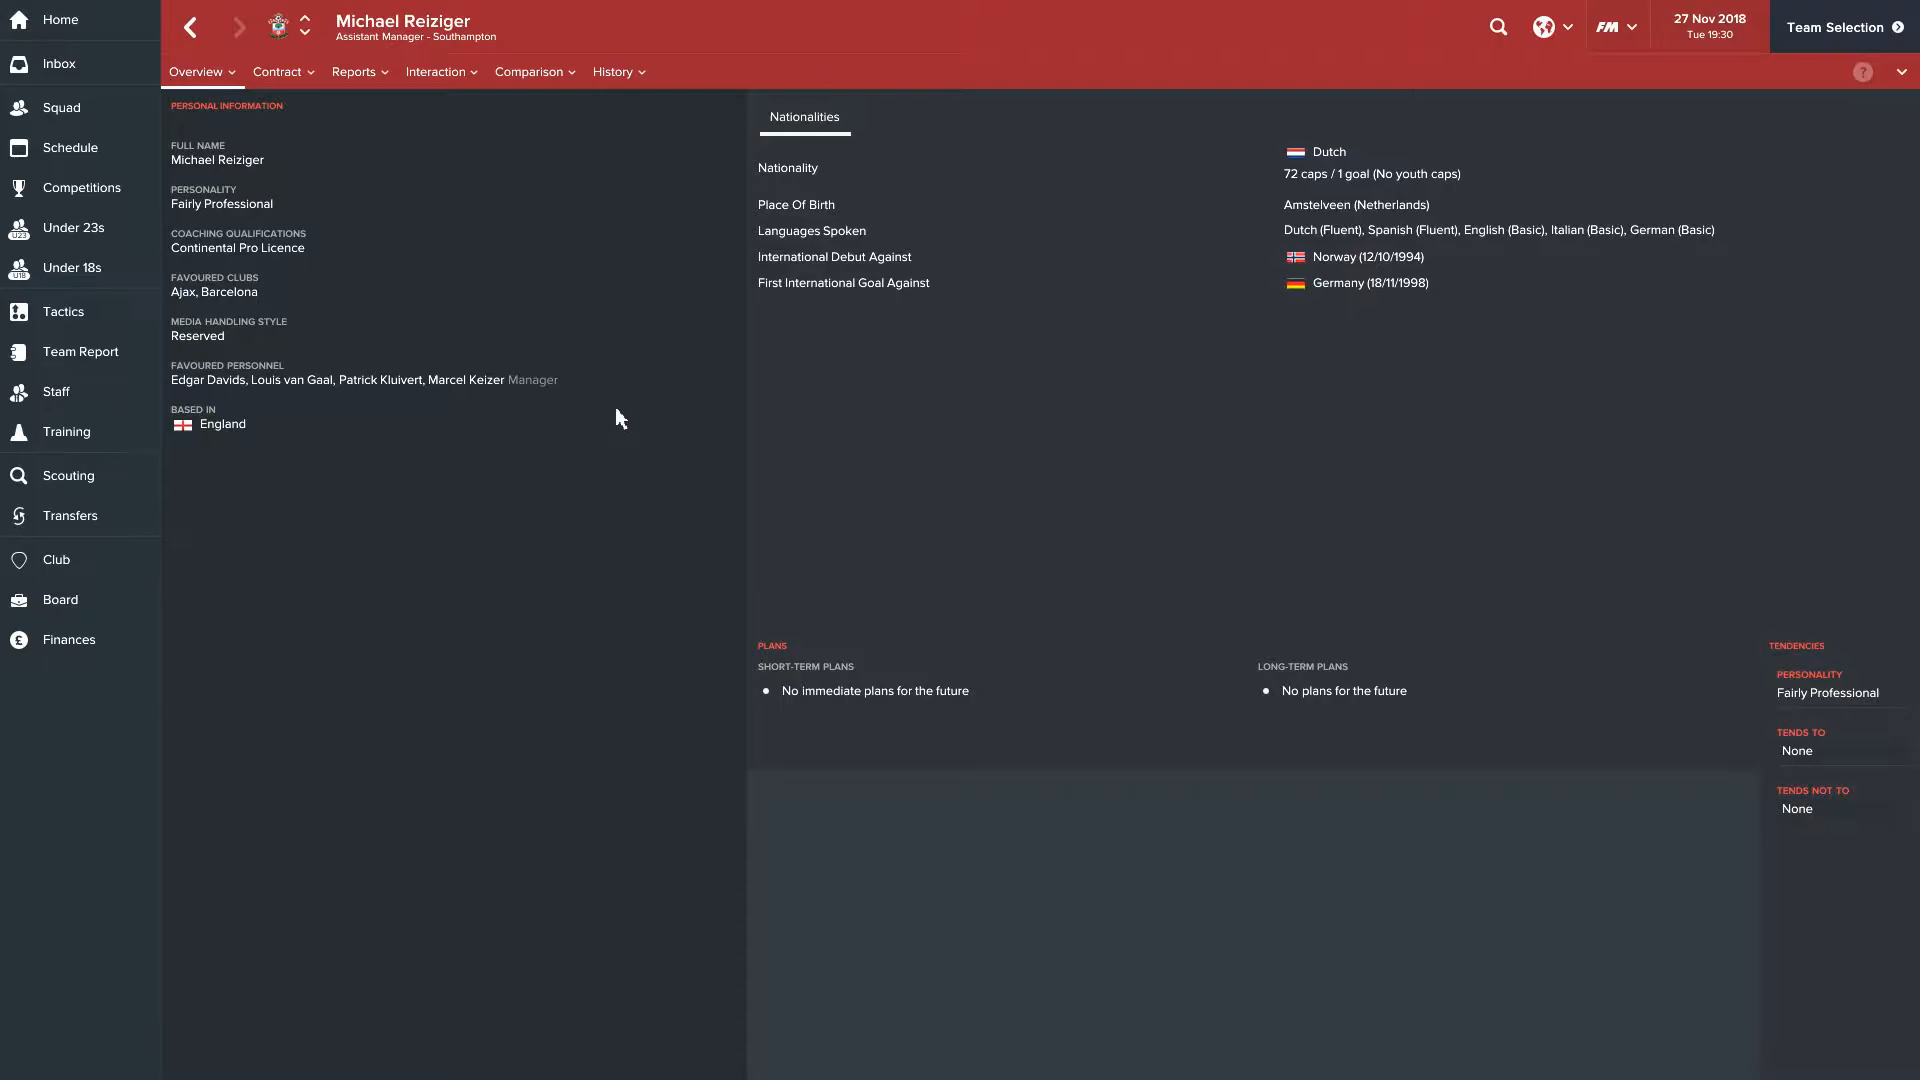 Home
Inbox
Squad
Schedule
Competitions
Under 23s
U23
Under 18s
U18
Tactics
Team Report
Staff
Training
Scouting
Transfers
Club
Board
£
Finances
Michael Reiziger
Assistant Manager - Southampton
FM
27 Nov 2018
Tue 19:30
Team Selection
Overview
Contract
Reports
Interaction
Comparison
History
?
PERSONAL INFORMATION
FULL NAME
Michael Reiziger
PERSONALITY
Fairly Professional
COACHING QUALIFICATIONS
Continental Pro Licence
FAVOURED CLUBS
Ajax, Barcelona
MEDIA HANDLING STYLE
Reserved
FAVOURED PERSONNEL
Edgar Davids, Louis van Gaal, Patrick Kluivert, Marcel Keizer Manager
BASED IN
England
Nationalities
Nationality
Dutch
72 caps / 1 goal (No youth caps)
Place Of Birth
Amstelveen (Netherlands)
Languages Spoken
Dutch (Fluent), Spanish (Fluent), English (Basic), Italian (Basic), German (Basic)
International Debut Against
Norway (12/10/1994)
First International Goal Against
Germany (18/11/1998)
PLANS
SHORT-TERM PLANS
No immediate plans for the future
LONG-TERM PLANS
No plans for the future
TENDENCIES
PERSONALITY
Fairly Professional
TENDS TO
None
TENDS NOT TO
None